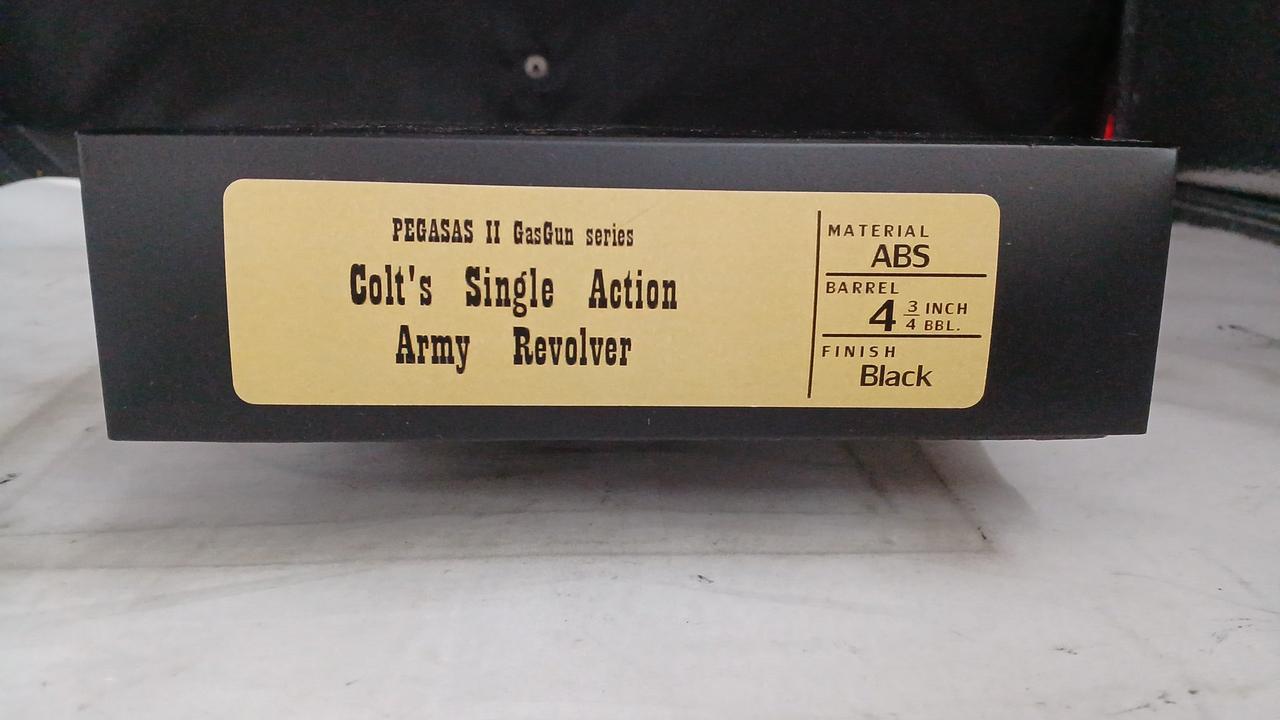 PEGASAS II GasGun series
Colt's Single Action
Army Revolver
MATERIAL
ABS
BARREL
4 3/4 INCH BBL.
FINISH
Black